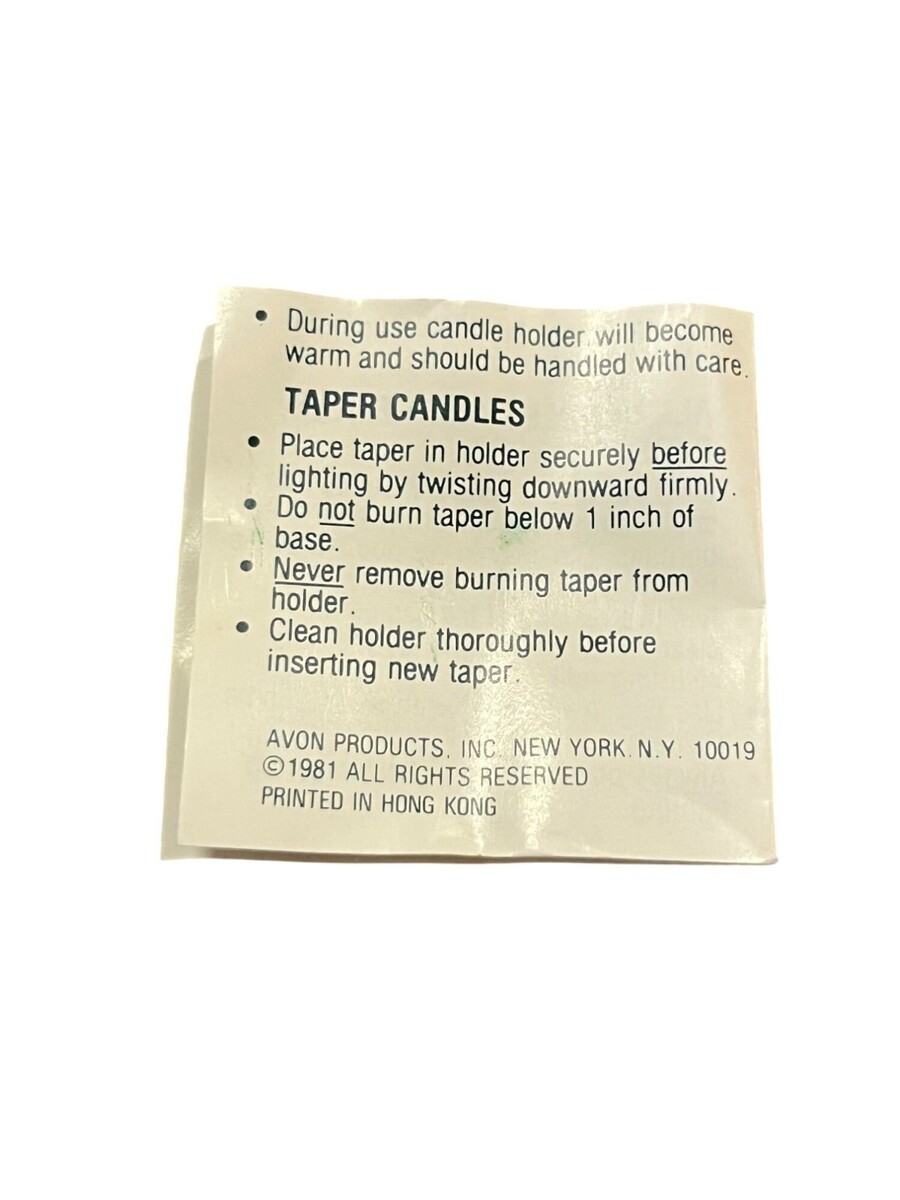 • During use candle holder will become
warm and should be handled with care.
TAPER CANDLES
• Place taper in holder securely before
lighting by twisting downward firmly.
• Do not burn taper below 1 inch of
base.
• Never remove burning taper from
holder.
• Clean holder thoroughly before
inserting new taper.
AVON PRODUCTS, INC. NEW YORK. N.Y. 10019
©1981 ALL RIGHTS RESERVED
PRINTED IN HONG KONG